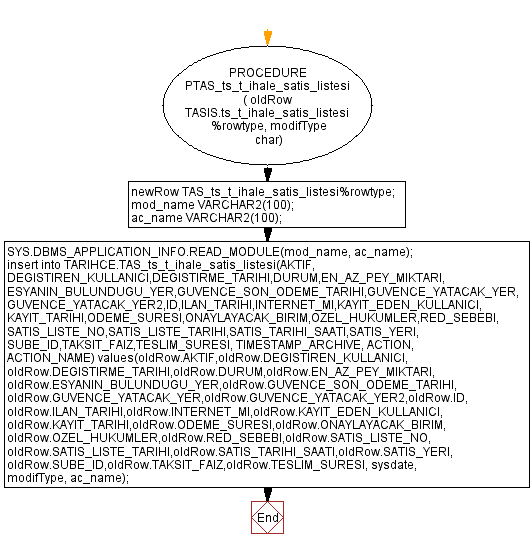 PROCEDURE
PTAS_ts_t_ihale_satis_listesi
( oldRow
TASIS.ts_t_ihale_satis_listesi
%rowtype, modifType
char)
newRow TAS_ts_t_ihale_satis_listesi%rowtype;
mod_name VARCHAR2(100);
ac_name VARCHAR2(100);
SYS.DBMS_APPLICATION_INFO.READ_MODULE(mod_name, ac_name);
insert into TARIHCE.TAS_ts_t_ihale_satis_listesi(AKTIF,
DEGISTIREN_KULLANICI,DEGISTIRME_TARIHI,DURUM,EN_AZ_PEY_MIKTARI,
ESYANIN_BULUNDUGU_YER,GUVENCE_SON_ODEME_TARIHI,GUVENCE_YATACAK_YER,
GUVENCE_YATACAK_YER2,ID,ILAN_TARIHI,INTERNET_MI,KAYIT_EDEN_KULLANICI,
KAYIT_TARIHI,ODEME_SURESI,ONAYLAYACAK_BIRIM,OZEL_HUKUMLER,RED_SEBEBI,
SATIS_LISTE_NO,SATIS_LISTE_TARIHI,SATIS_TARIHI_SAATI,SATIS_YERI,
SUBE_ID,TAKSIT_FAIZ,TESLIM_SURESI, TIMESTAMP_ARCHIVE, ACTION,
ACTION_NAME) values(oldRow.AKTIF,oldRow.DEGISTIREN_KULLANICI,
oldRow.DEGISTIRME_TARIHI,oldRow.DURUM,oldRow.EN_AZ_PEY_MIKTARI,
oldRow.ESYANIN_BULUNDUGU_YER,oldRow.GUVENCE_SON_ODEME_TARIHI,
oldRow.GUVENCE_YATACAK_YER,oldRow.GUVENCE_YATACAK_YER2,oldRow.ID,
oldRow.ILAN_TARIHI,oldRow.INTERNET_MI,oldRow.KAYIT_EDEN_KULLANICI,
oldRow.KAYIT_TARIHI,oldRow.ODEME_SURESI,oldRow.ONAYLAYACAK_BIRIM,
oldRow.OZEL_HUKUMLER,oldRow.RED_SEBEBI,oldRow.SATIS_LISTE_NO,
oldRow.SATIS_LISTE_TARIHI,oldRow.SATIS_TARIHI_SAATI,oldRow.SATIS_YERI,
oldRow.SUBE_ID,oldRow.TAKSIT_FAIZ,oldRow.TESLIM_SURESI, sysdate,
modifType, ac_name);
End